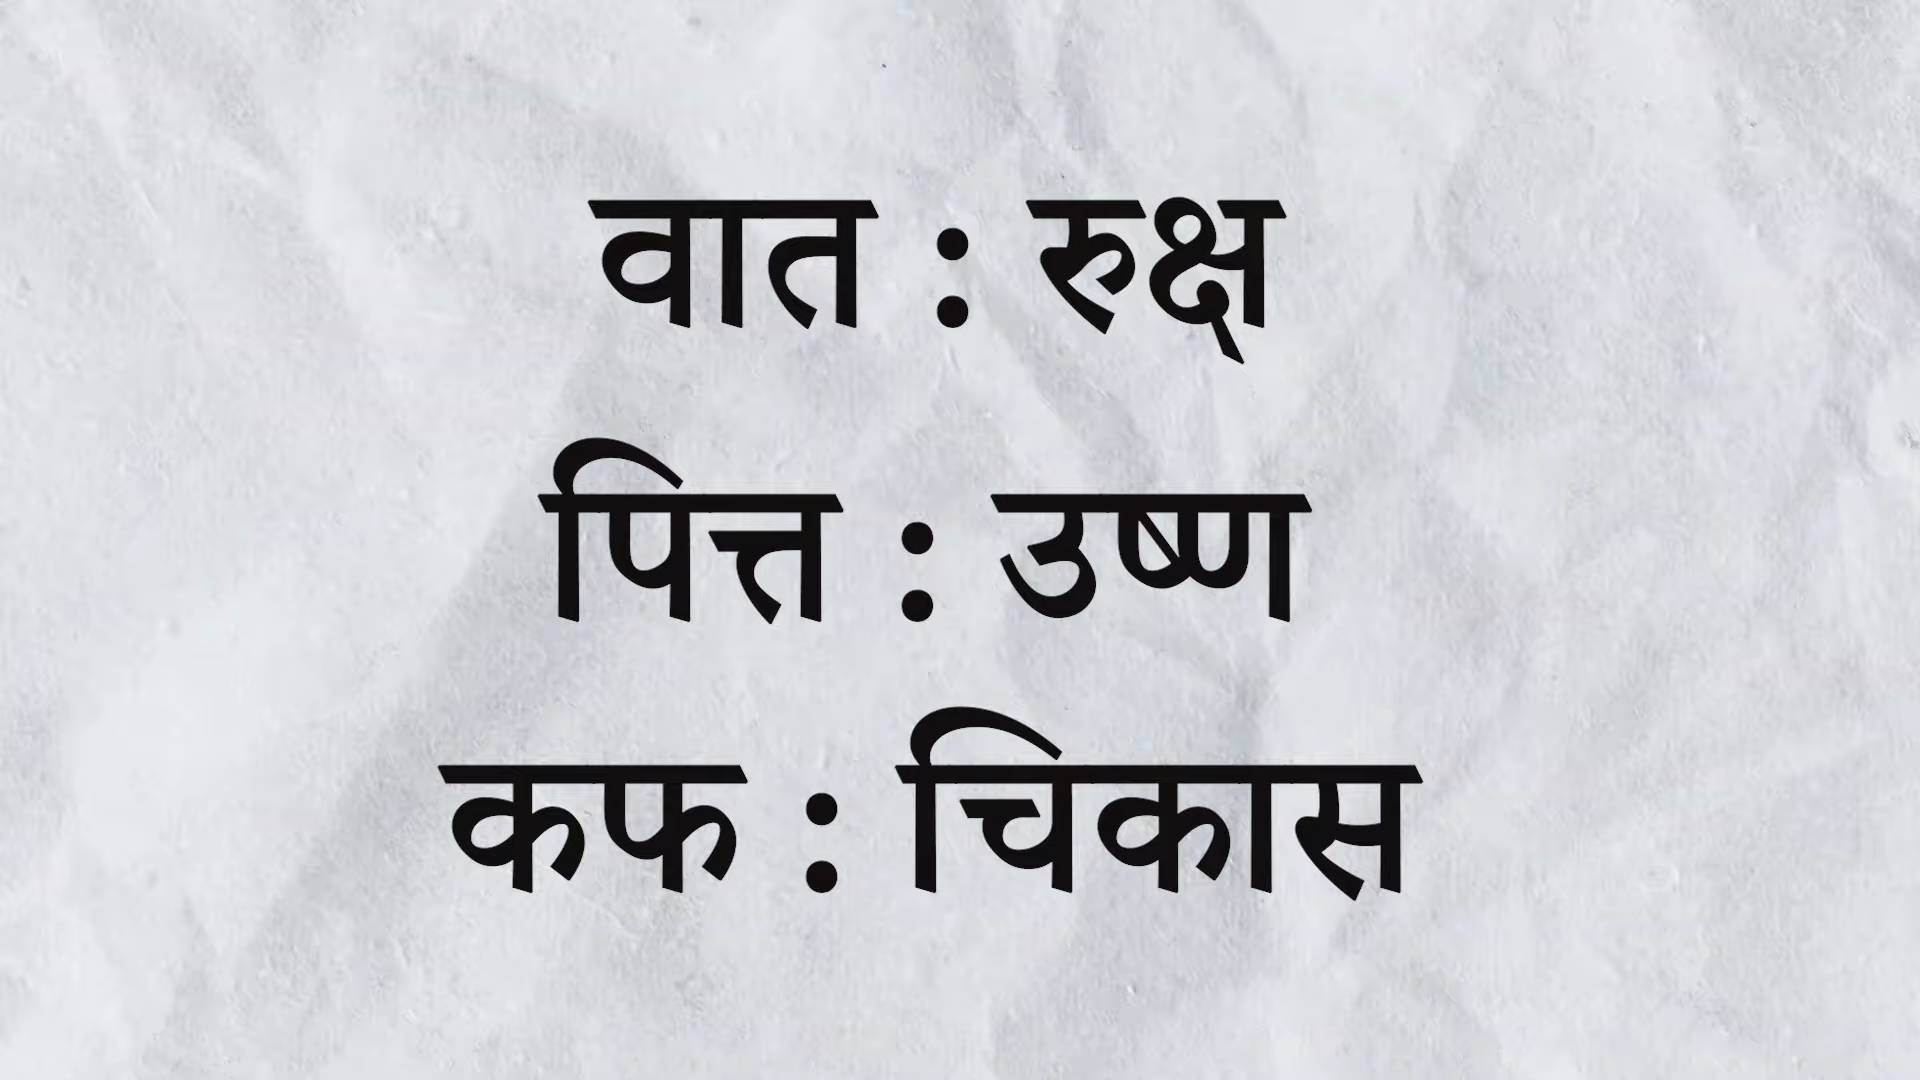 वात : रुक्ष
पित्त : उष्ण
कफ : चिकास